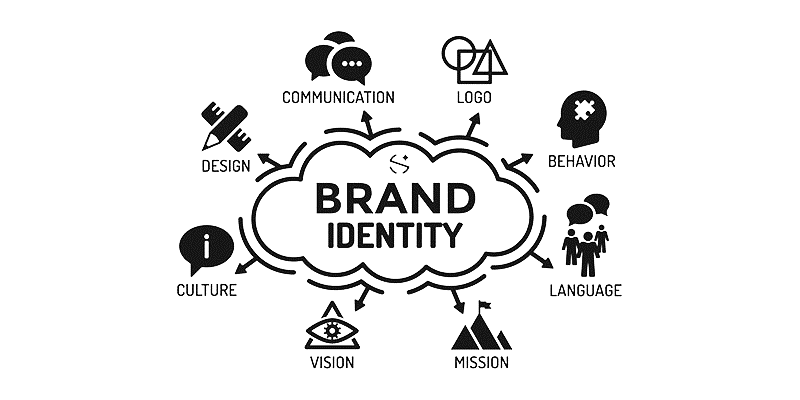 COMMUNICATION
LOGO
DESIGN
BEHAVIOR
BRAND
IDENTITY
CULTURE
LANGUAGE
VISION
MISSION